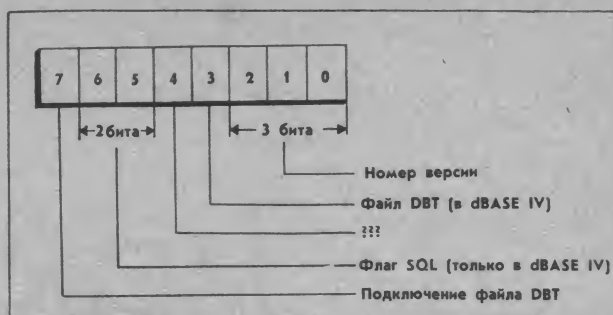 7 6 5 4 3 2 1 0
2бита 3 бита
Номер версии
Файл DBT (в dBASE IV)
???
Флаг SQL (только в dBASE IV)
Подключение файла DBT